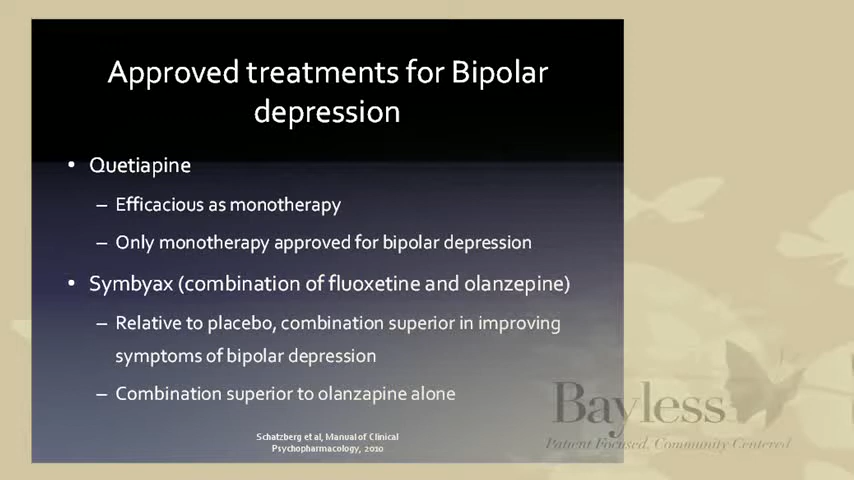 Approved treatments for Bipolar
depression
• Quetiapine
– Efficacious as monotherapy
– Only monotherapy approved for bipolar depression
• Symbyax (combination of fluoxetine and olanzepine)
– Relative to placebo, combination superior in improving
symptoms of bipolar depression
– Combination superior to olanzapine alone
Schatzberg et al, Manual of Clinical
Psychopharmacology, 2010
Bayless
Patient Focused, Community Centered